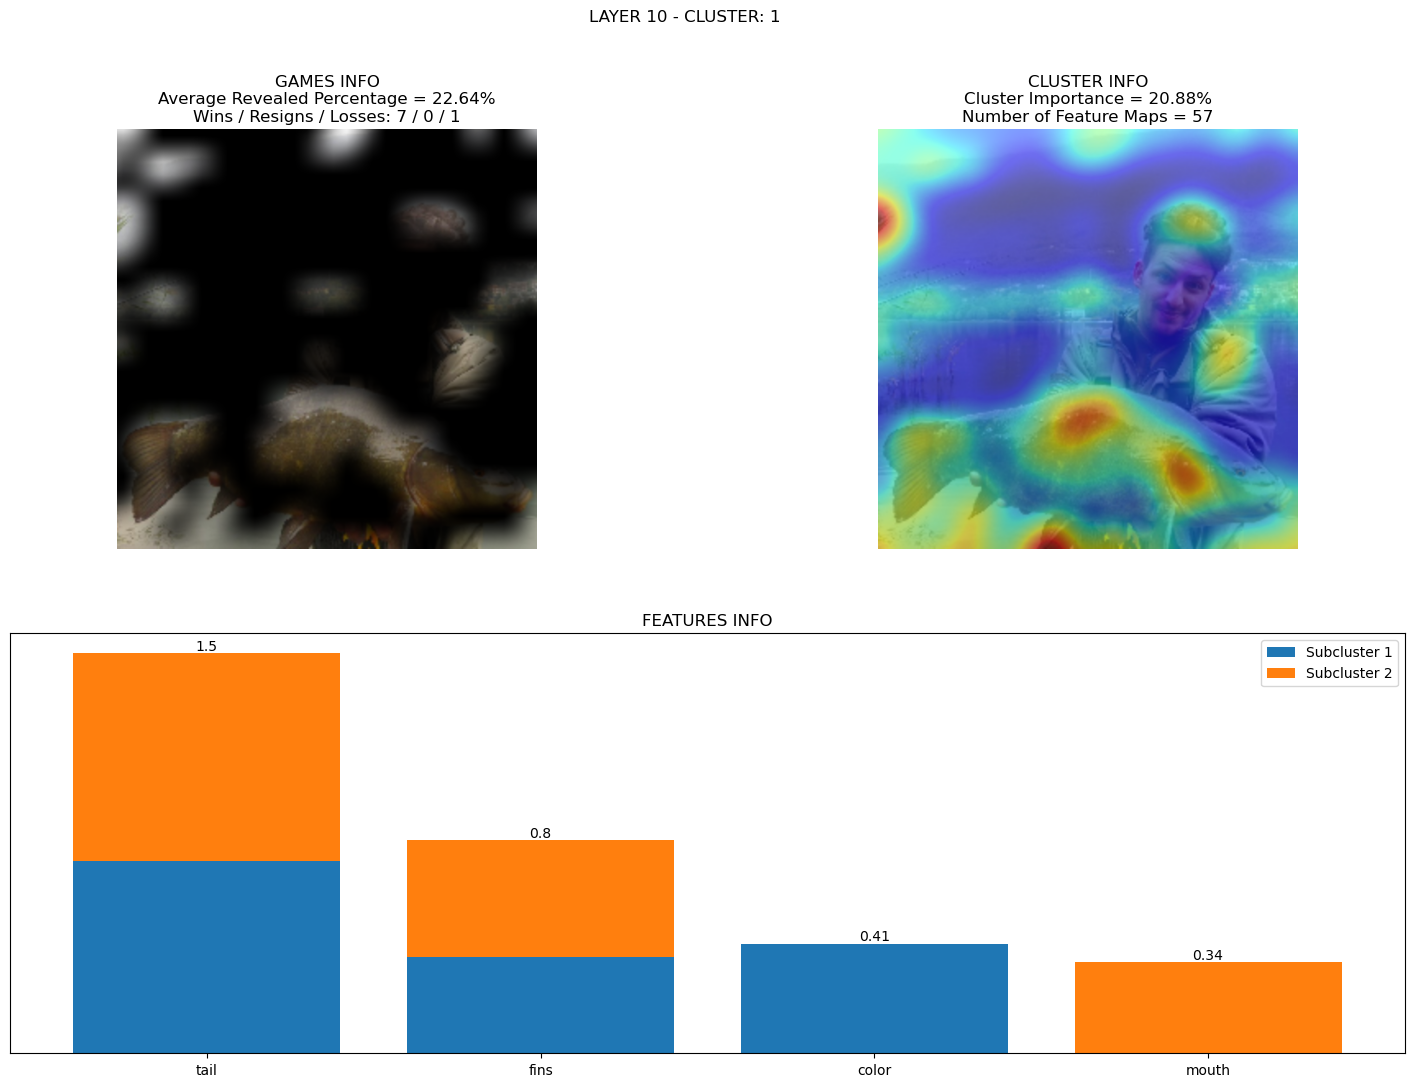 LAYER 10 - CLUSTER: 1
GAMES INFO
Average Revealed Percentage = 22.64%
Wins / Resigns / Losses: 7 / 0 / 1
CLUSTER INFO
Cluster Importance = 20.88%
Number of Feature Maps = 57
FEATURES INFO
Subcluster 1
Subcluster 2
1.5
0.8
0.41
0.34
tail
fins
color
mouth